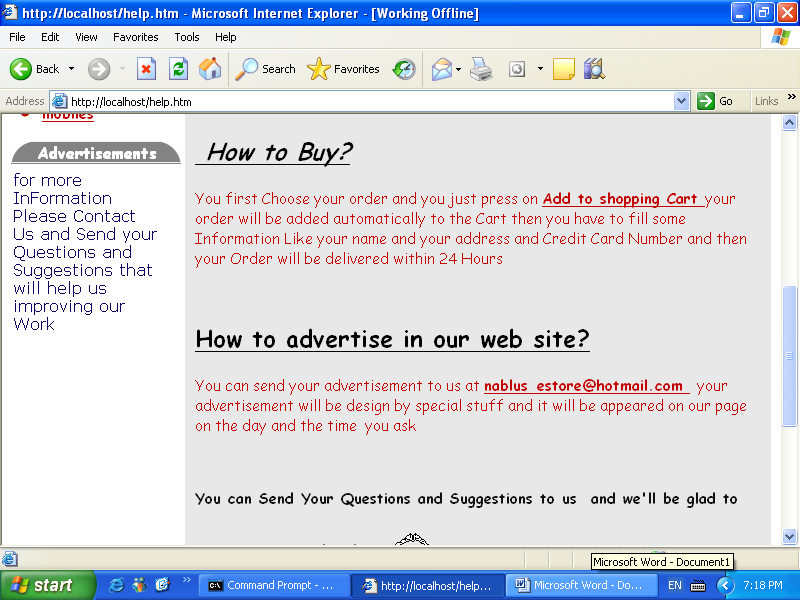 http://localhost/help.htm - Microsoft Internet Explorer - [Working Offline]
File Edit View Favorites Tools Help
Back Search Favorites
Address http://localhost/help.htm Go Links »
mobiles
Advertisements
for more
InFormation
Please Contact
Us and Send your
Questions and
Suggestions that
will help us
improving our
Work
How to Buy?
You first Choose your order and you just press on Add to shopping Cart your
order will be added automatically to the Cart then you have to fill some
Information Like your name and your address and Credit Card Number and then
your Order will be delivered within 24 Hours
How to advertise in our web site?
You can send your advertisement to us at nablus_estore@hotmail.com your
advertisement will be design by special stuff and it will be appeared on our page
on the day and the time you ask
You can Send Your Questions and Suggestions to us and we'll be glad to
Microsoft Word - Document1
start » Command Prompt - ... http://localhost/help... Microsoft Word - Do... EN 7:18 PM